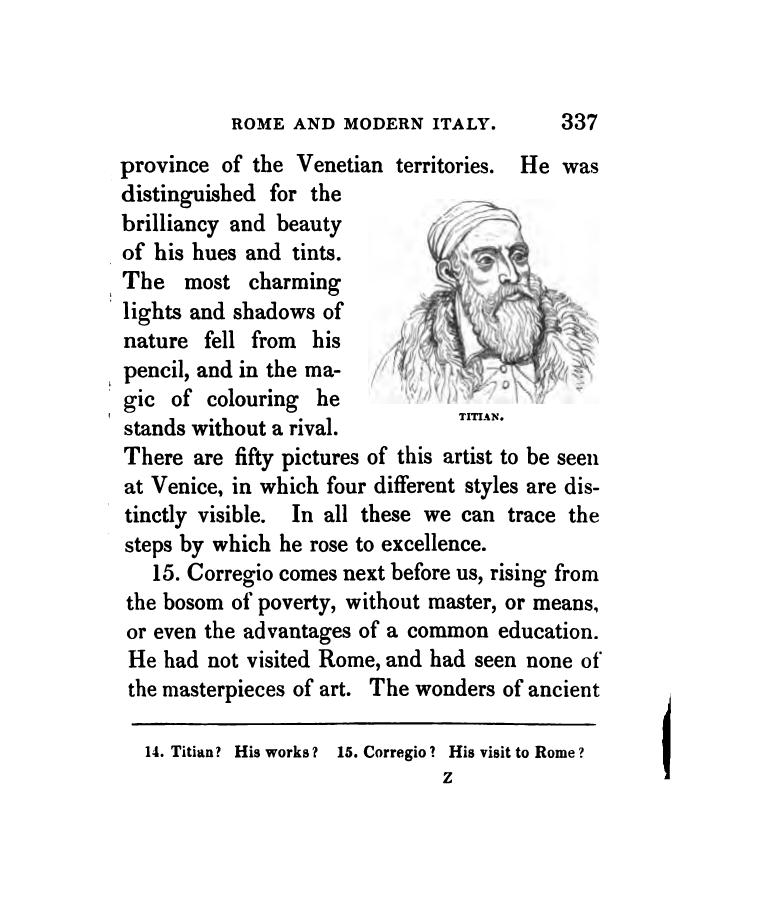 ROME AND MODERN ITALY. 337
province of the Venetian territories. He was
distinguished for the
brilliancy and beauty
of his hues and tints.
The most charming
lights and shadows of
nature fell from his
pencil, and in the ma-
gic of colouring he
stands without a rival.
TITIAN.
There are fifty pictures of this artist to be seen
at Venice, in which four different styles are dis-
tinctly visible. In all these we can trace the
steps by which he rose to excellence.
15. Corregio comes next before us, rising from
the bosom of poverty, without master, or means,
or even the advantages of a common education.
He had not visited Rome, and had seen none of
the masterpieces of art. The wonders of ancient
14. Titian? His works? 15. Corregio? His visit to Rome?
Z